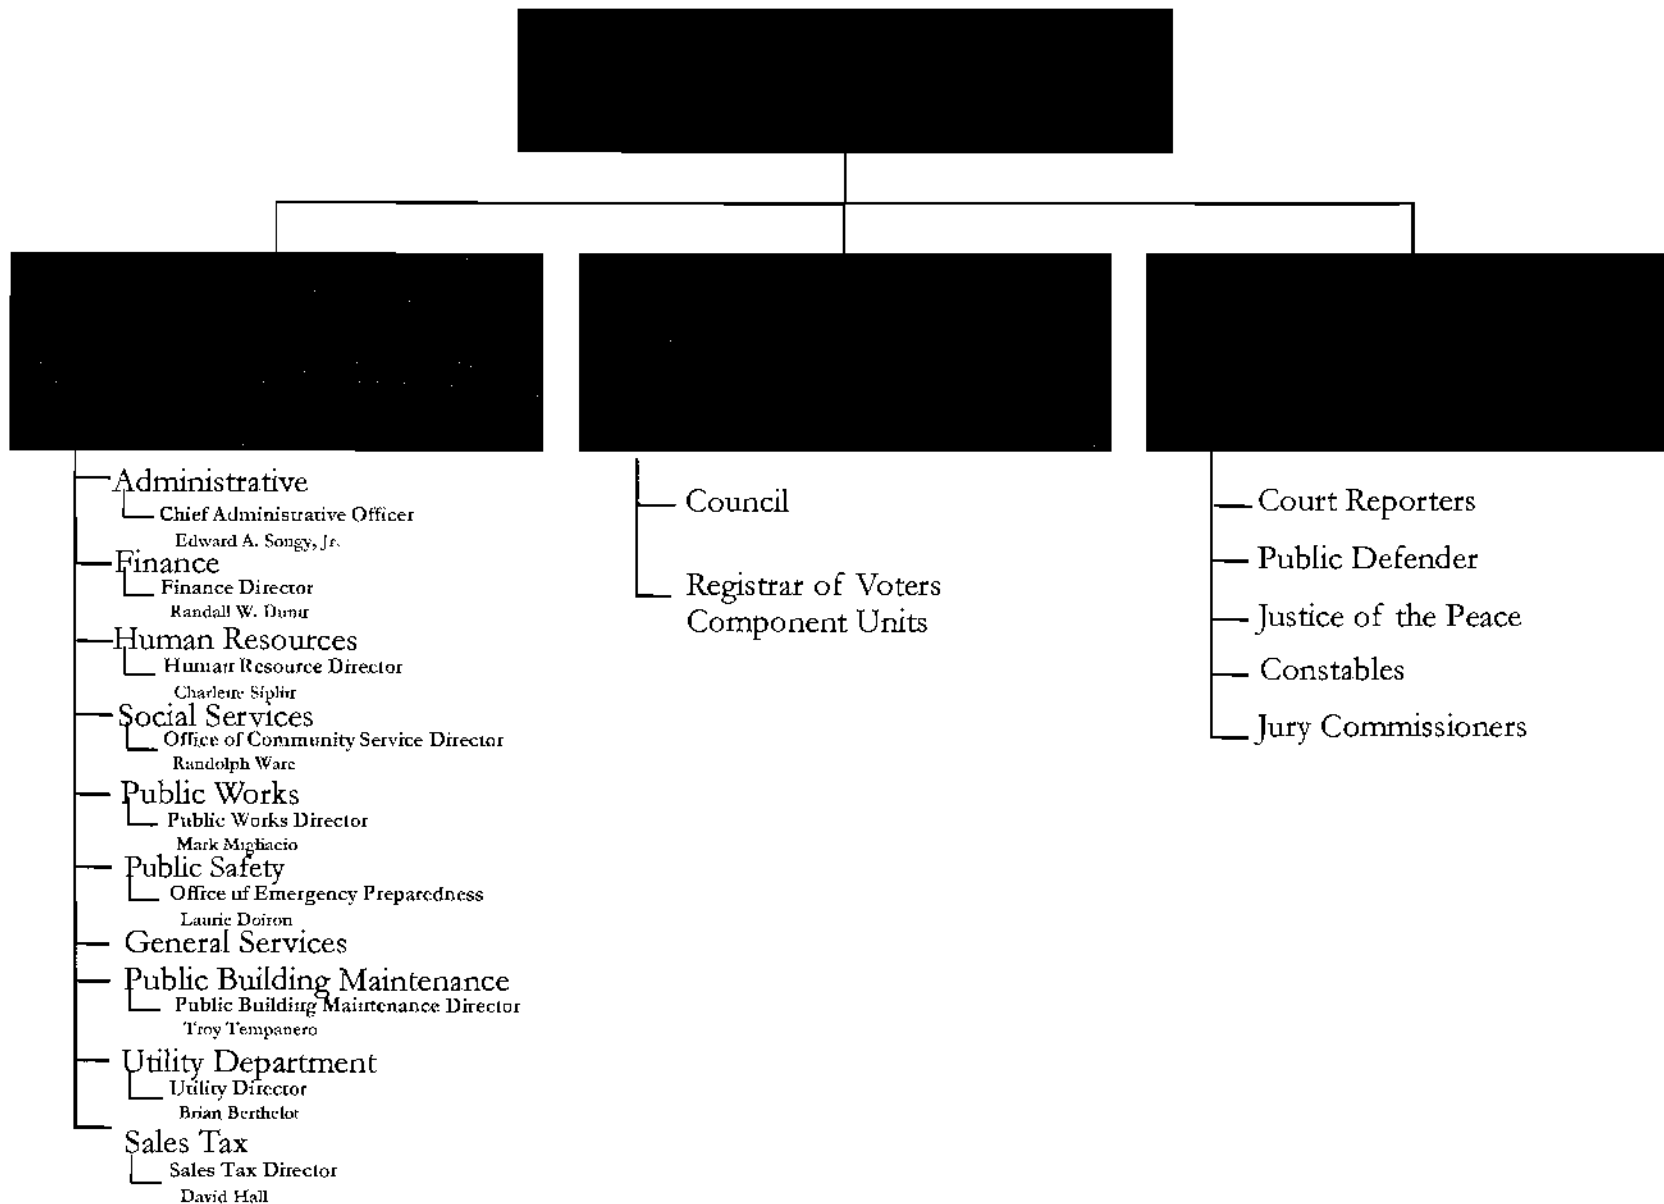 Administrative
Chief Administrative Officer
Edward A. Songy, Jr.
Finance
Finance Director
Randall W.
Human Resources
Human Resource Director
Charlene
Social Services
Office of Community Service Director
Randolph Ware
Public Works
Public Works Director
Mark Migliacio
Public Safety
Office of Emergency Preparedness
Laurie Doiron
General Services
Public Building Maintenance
Public Building Maintenance Director
Troy Tempanero
Utility Department
Utility Director
Brian Berthelot
Sales Tax
Sales Tax Director
David Hall
Council
Registrar of Voters
Component Units
Court Reporters
Public Defender
Justice of the Peace
Constables
Jury Commissioners